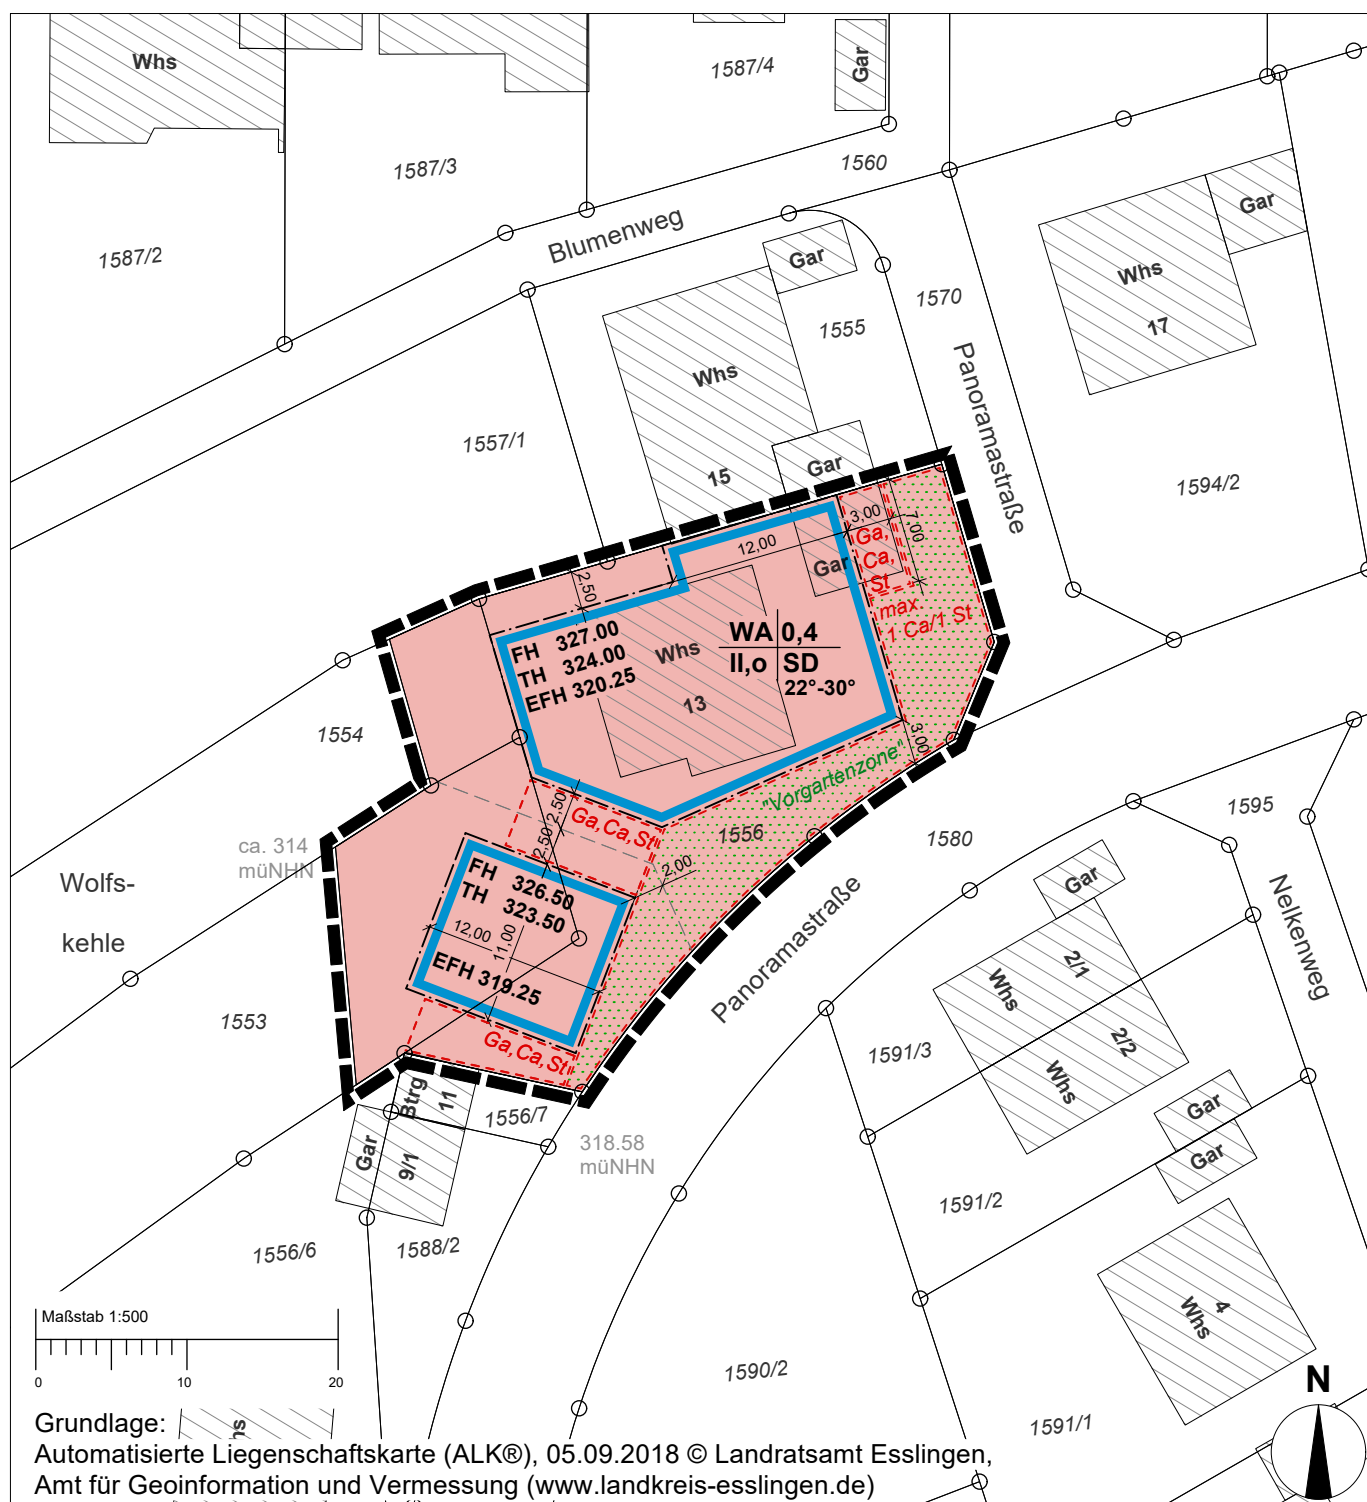 Whs
1587/4
Gar
1560
1587/3
1587/2
Blumenweg
Gar
Whs
17
Gar
1570
1555
Gar
Whs
15
Gar
1557/1
Panoramastraße
1594/2
12,00
3,00
7,00
Ga,
Ca,
St
max
1 Ca/1 St
Gar
2,50
FH 327.00
TH 324.00
EFH 320.25
Whs
13
WA 0,4
II,o SD
22°-30°
3,00
"Vorgartenzone"
1554
1556
2,50
2,50
Ga,Ca,St
2,00
ca. 314
müNHN
Wolfs-
kehle
FH 326.50
TH 323.50
12,00
11,00
EFH 319.25
Ga,Ca,St
1553
Panoramastraße
1580
1595
Nelkenweg
Gar
2/1
Whs
2/2
Whs
1591/3
Btrg
11
Gar
9/1
1556/7
318.58
müNHN
Gar
Gar
1591/2
1556/6
1588/2
4
Whs
1590/2
1591/1
Maßstab 1:500
0 10 20
N
Grundlage:
Automatisierte Liegenschaftskarte (ALK®), 05.09.2018 © Landratsamt Esslingen,
Amt für Geoinformation und Vermessung (www.landkreis-esslingen.de)